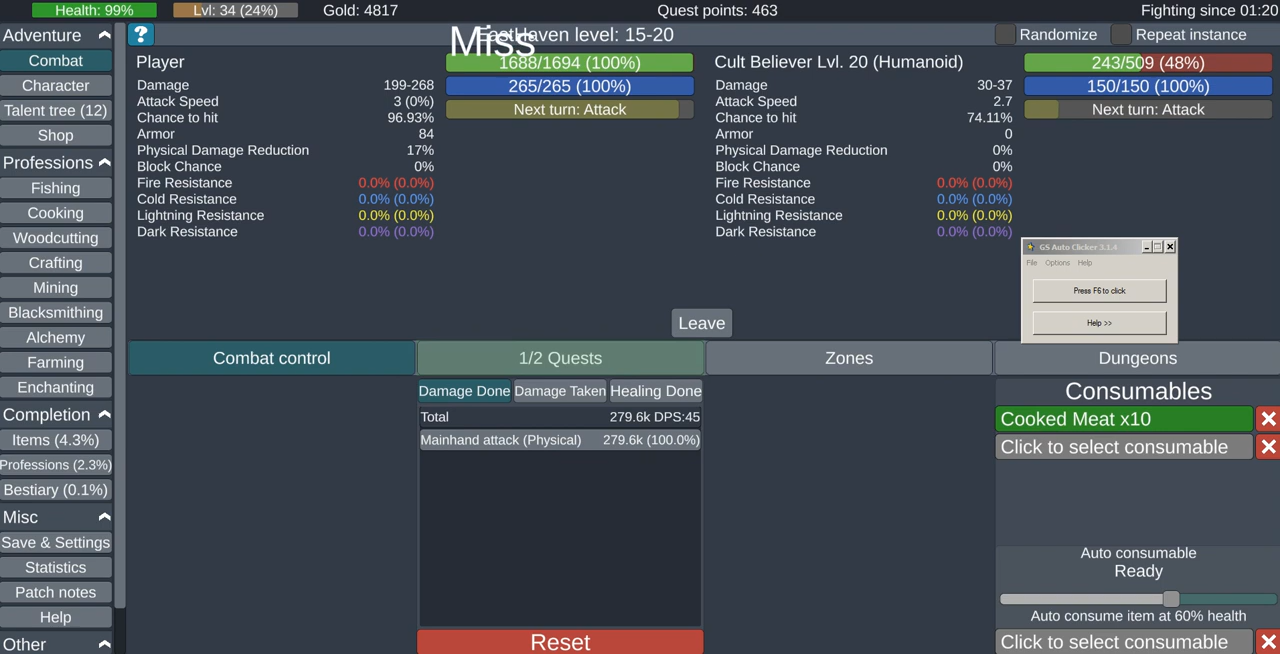 Health: 99%
Lvl: 34 (24%)
Gold: 4817
Quest points: 463
Fighting since 01:20
Adventure
Combat
Character
Talent tree (12)
Shop
Professions
Fishing
Cooking
Woodcutting
Crafting
Mining
Blacksmithing
Alchemy
Farming
Enchanting
Completion
Items (4.3%)
Professions (2.3%)
Bestiary (0.1%)
Misc
Save & Settings
Statistics
Patch notes
Help
Other
?
EastHaven level: 15-20
Miss
Randomize
Repeat instance
Player
1688/1694 (100%)
265/265 (100%)
Next turn: Attack
Damage 199-268
Attack Speed 3 (0%)
Chance to hit 96.93%
Armor 84
Physical Damage Reduction 17%
Block Chance 0%
Fire Resistance 0.0% (0.0%)
Cold Resistance 0.0% (0.0%)
Lightning Resistance 0.0% (0.0%)
Dark Resistance 0.0% (0.0%)
Cult Believer Lvl. 20 (Humanoid)
243/509 (48%)
150/150 (100%)
Next turn: Attack
Damage 30-37
Attack Speed 2.7
Chance to hit 74.11%
Armor 0
Physical Damage Reduction 0%
Block Chance 0%
Fire Resistance 0.0% (0.0%)
Cold Resistance 0.0% (0.0%)
Lightning Resistance 0.0% (0.0%)
Dark Resistance 0.0% (0.0%)
GS Auto Clicker 3.1.4
File Options Help
Press F6 to click
Help >>
Leave
Combat control
1/2 Quests
Zones
Dungeons
Damage Done
Damage Taken
Healing Done
Total 279.6k DPS:45
Mainhand attack (Physical) 279.6k (100.0%)
Reset
Consumables
Cooked Meat x10
Click to select consumable
Auto consumable
Ready
Auto consume item at 60% health
Click to select consumable